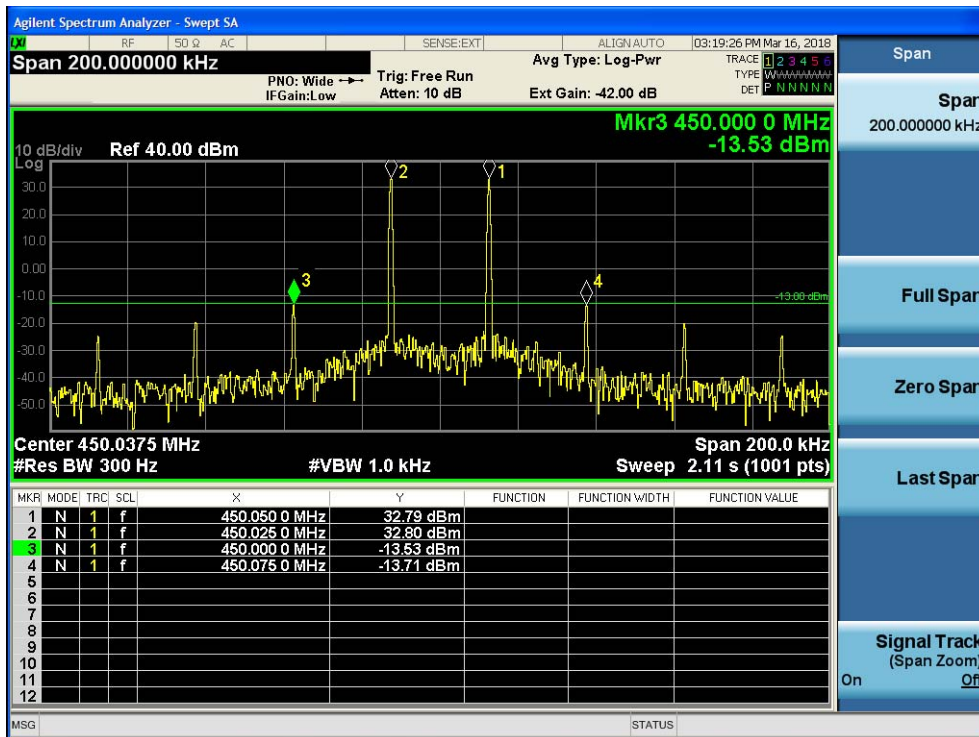 Agilent Spectrum Analyzer - Swept SA
LXI RF 50 Ω AC SENSE:EXT ALIGN AUTO 03:19:26 PM Mar 16, 2018
Span 200.000000 kHz
PNO: Wide
IFGain:Low
Trig: Free Run
Atten: 10 dB
Avg Type: Log-Pwr
Ext Gain: -42.00 dB
TRACE 1 2 3 4 5 6
TYPE
DET P N N N N N
Mkr3 450.000 0 MHz
-13.53 dBm
10 dB/div Ref 40.00 dBm
Log
30.0
20.0
10.0
0.00
-10.0
-20.0
-30.0
-40.0
-50.0
2
1
3
4
-13.00 dBm
Center 450.0375 MHz Span 200.0 kHz
#Res BW 300 Hz #VBW 1.0 kHz Sweep 2.11 s (1001 pts)
MKR MODE TRC SCL X Y FUNCTION FUNCTION WIDTH FUNCTION VALUE
1 N 1 f 450.050 0 MHz 32.79 dBm
2 N 1 f 450.025 0 MHz 32.80 dBm
3 N 1 f 450.000 0 MHz -13.53 dBm
4 N 1 f 450.075 0 MHz -13.71 dBm
5
6
7
8
9
10
11
12
MSG STATUS
Span
Span
200.000000 kHz
Full Span
Zero Span
Last Span
Signal Track
(Span Zoom)
On Off